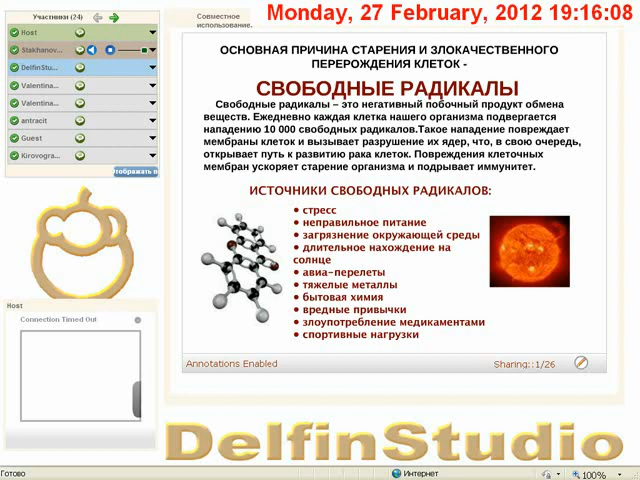 Monday, 27 February, 2012 19:16:08
Участники (24)
Host
Stakhanov...
DelfinStu...
Valentina...
Valentina...
antracit
Guest
Kirovogra...
Отображать в
Host
Connection Timed Out
Совместное
использование.
ОСНОВНАЯ ПРИЧИНА СТАРЕНИЯ И ЗЛОКАЧЕСТВЕННОГО
ПЕРЕРОЖДЕНИЯ КЛЕТОК -
СВОБОДНЫЕ РАДИКАЛЫ
Свободные радикалы – это негативный побочный продукт обмена
веществ. Ежедневно каждая клетка нашего организма подвергается
нападению 10 000 свободных радикалов.Такое нападение повреждает
мембраны клеток и вызывает разрушение их ядер, что, в свою очередь,
открывает путь к развитию рака клеток. Повреждения клеточных
мембран ускоряет старение организма и подрывает иммунитет.
ИСТОЧНИКИ СВОБОДНЫХ РАДИКАЛОВ:
● стресс
● неправильное питание
● загрязнение окружающей среды
● длительное нахождение на
солнце
● авиа-перелеты
● тяжелые металлы
● бытовая химия
● вредные привычки
● злоупотребление медикаментами
● спортивные нагрузки
Annotations Enabled
Sharing::1/26
DelfinStudio
Готово
Интернет
100%